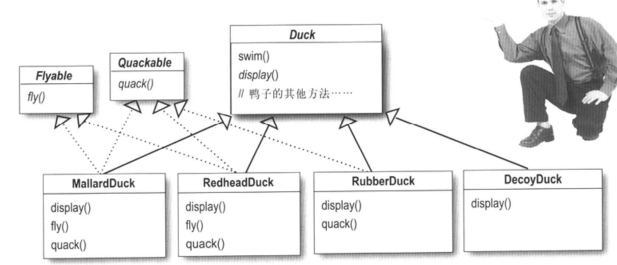 Duck
swim()
display()
// 鸭子的其他方法……
Quackable
quack()
Flyable
fly()
MallardDuck
display()
fly()
quack()
RedheadDuck
display()
fly()
quack()
RubberDuck
display()
quack()
DecoyDuck
display()